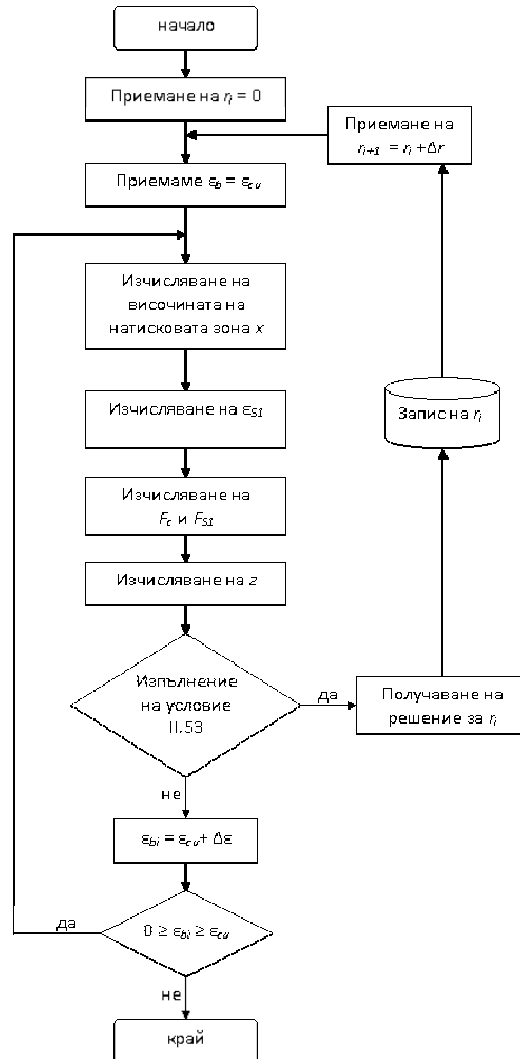 начало
Приемане на rᵢ = 0
Приемане на
rᵢ₊₁ = rᵢ +Δr
Приемаме εb = εcu
Изчисляване на
височината на
натисковата зона x
Изчисляване на εS1
Запис на rᵢ
Изчисляване на
Fc и FS1
Изчисляване на z
Изпълнение
на условие
II.53
да
Получаване на
решение за rᵢ
не
εbi = εcu+ Δε
да
0 ≥ εbi ≥ εcu
не
край